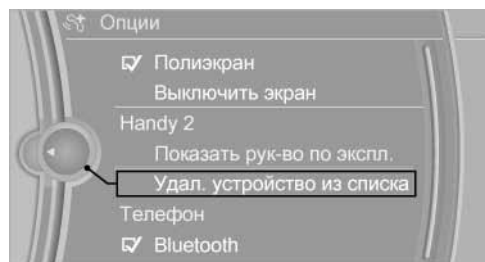 Опции
Полиэкран
Выключить экран
Handy 2
Показать рук-во по экспл.
Удал. устройство из списка
Телефон
Bluetooth